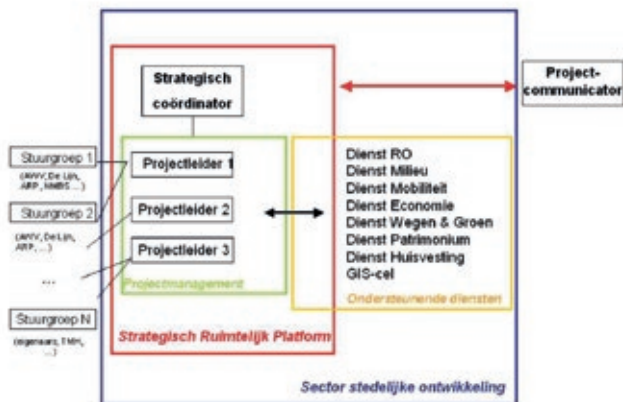 Strategisch
coördinator
Project-
communicator
Stuurgroep 1
(AWV, De Lijn,
ARP, NMBS ...)
Stuurgroep 2
(AWV, De Lijn,
ARP, ...)
...
Stuurgroep N
(eigenaars, TMH,
...)
Projectleider 1
Projectleider 2
Projectleider 3
Projectmanagement
Dienst RO
Dienst Milieu
Dienst Mobiliteit
Dienst Economie
Dienst Wegen & Groen
Dienst Patrimonium
Dienst Huisvesting
GIS-cel
Ondersteunende diensten
Strategisch Ruimtelijk Platform
Sector stedelijke ontwikkeling